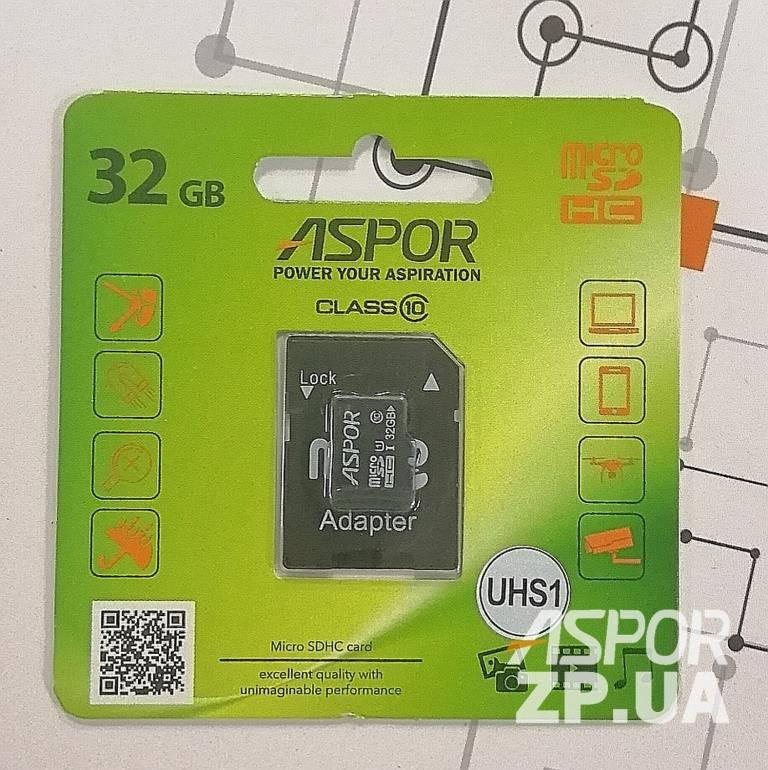 32 GB
micro
SD
HC
ASPOR
POWER YOUR ASPIRATION
CLASS 10
Lock
ASPOR
micro
SD
HC I 32GB
Adapter
UHS1
Micro SDHC card
excellent quality with
unimaginable performance
ASPOR
ZP.UA